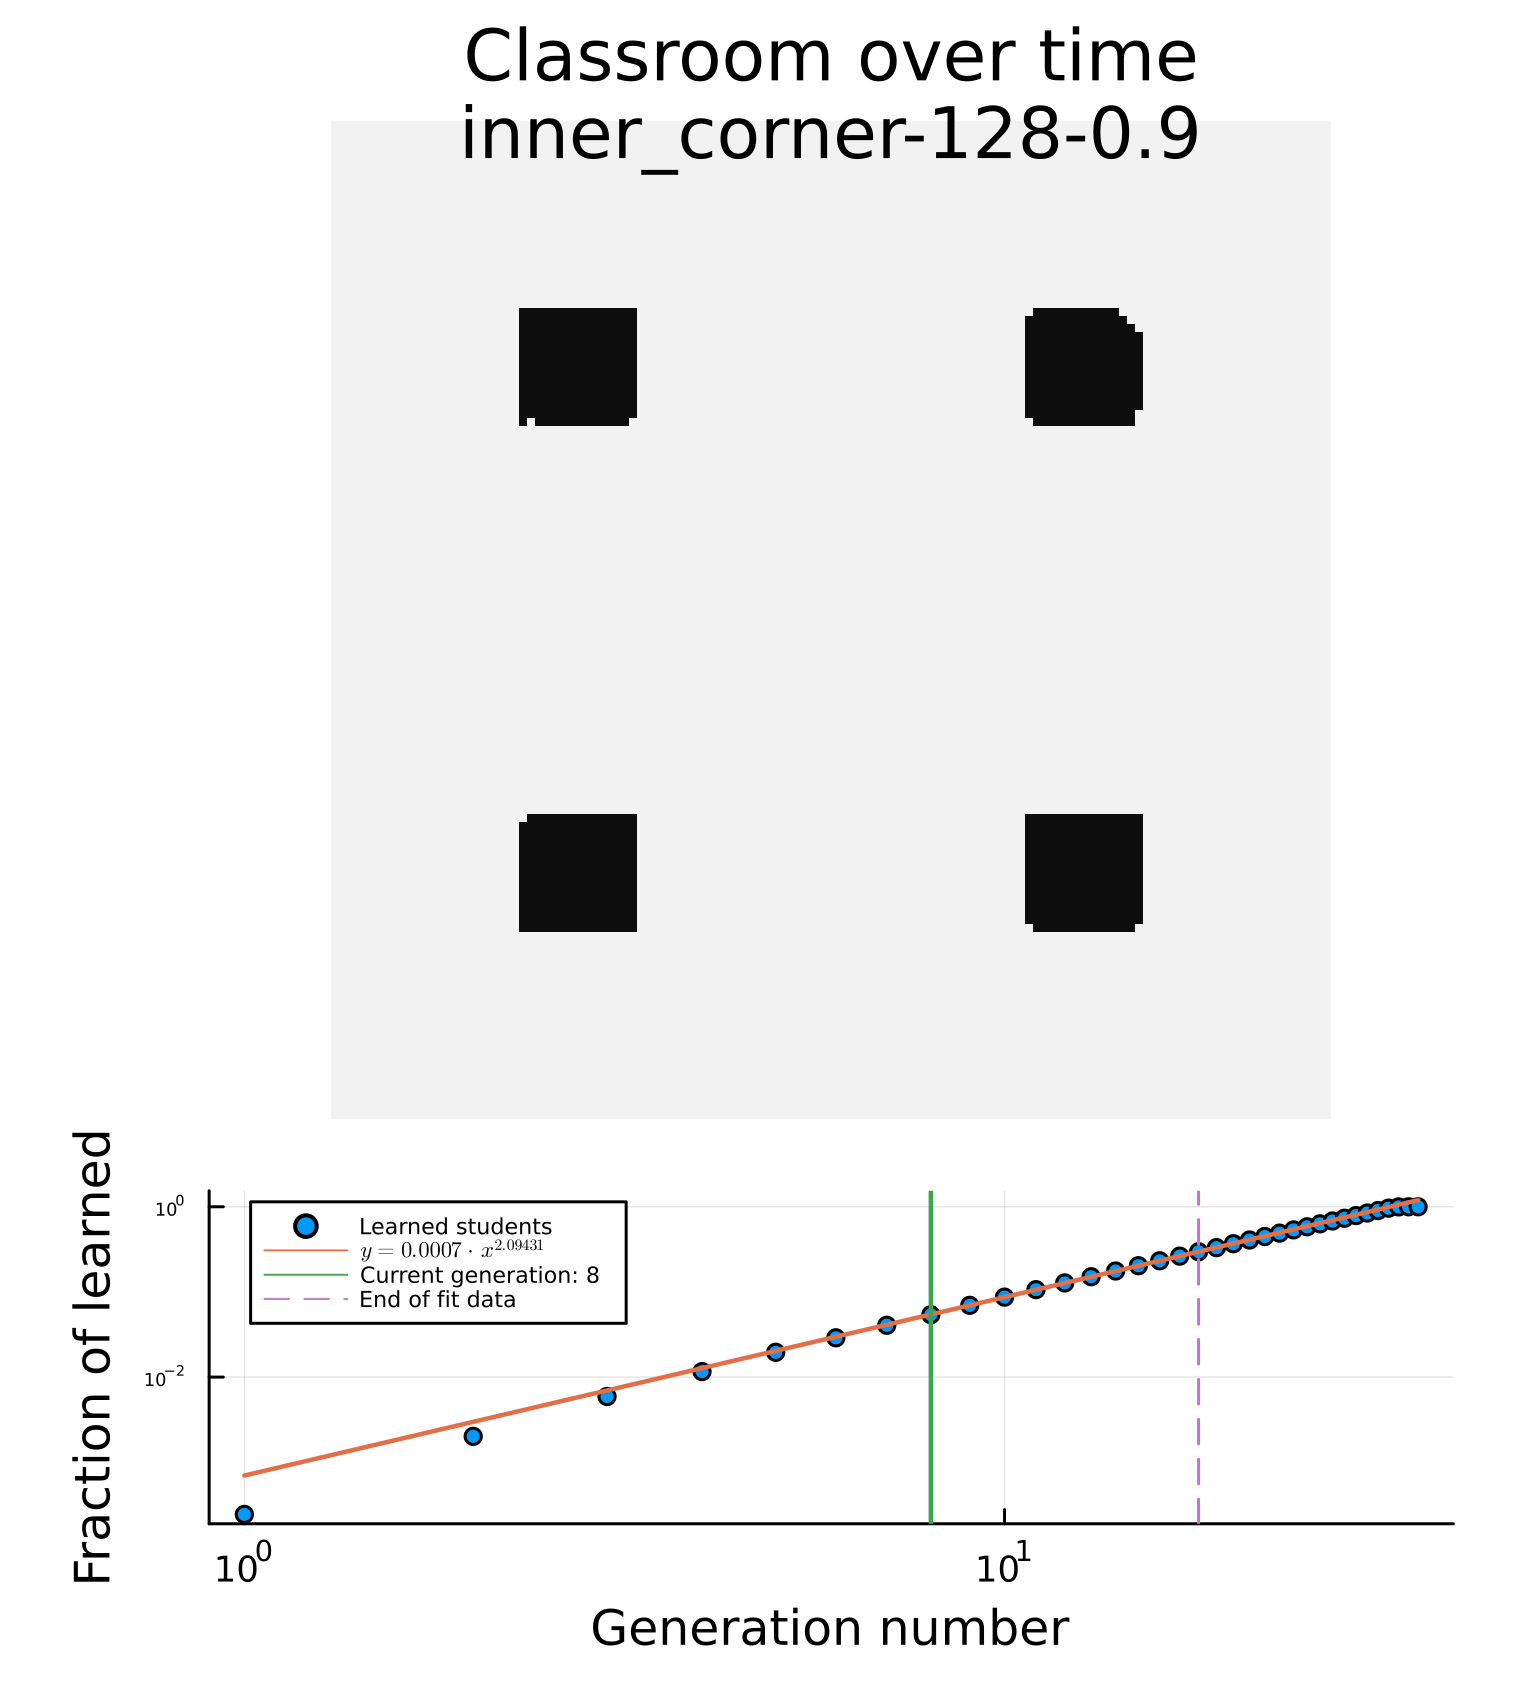 Classroom over time
inner_corner-128-0.9
Fraction of learned
10^0
10^-2
Learned students
y = 0.0007 · x^2.09431
Current generation: 8
End of fit data
10^0
10^1
Generation number